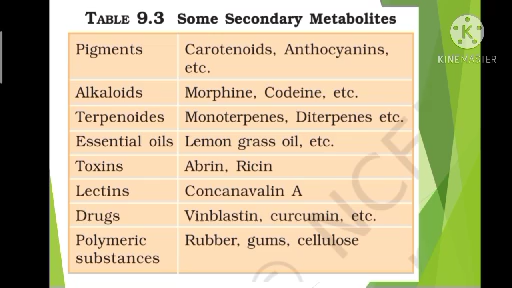 TABLE 9.3 Some Secondary Metabolites
Pigments Carotenoids, Anthocyanins,
etc.
Alkaloids Morphine, Codeine, etc.
Terpenoides Monoterpenes, Diterpenes etc.
Essential oils Lemon grass oil, etc.
Toxins Abrin, Ricin
Lectins Concanavalin A
Drugs Vinblastin, curcumin, etc.
Polymeric Rubber, gums, cellulose
substances
K
KINEMASTER
© NCE